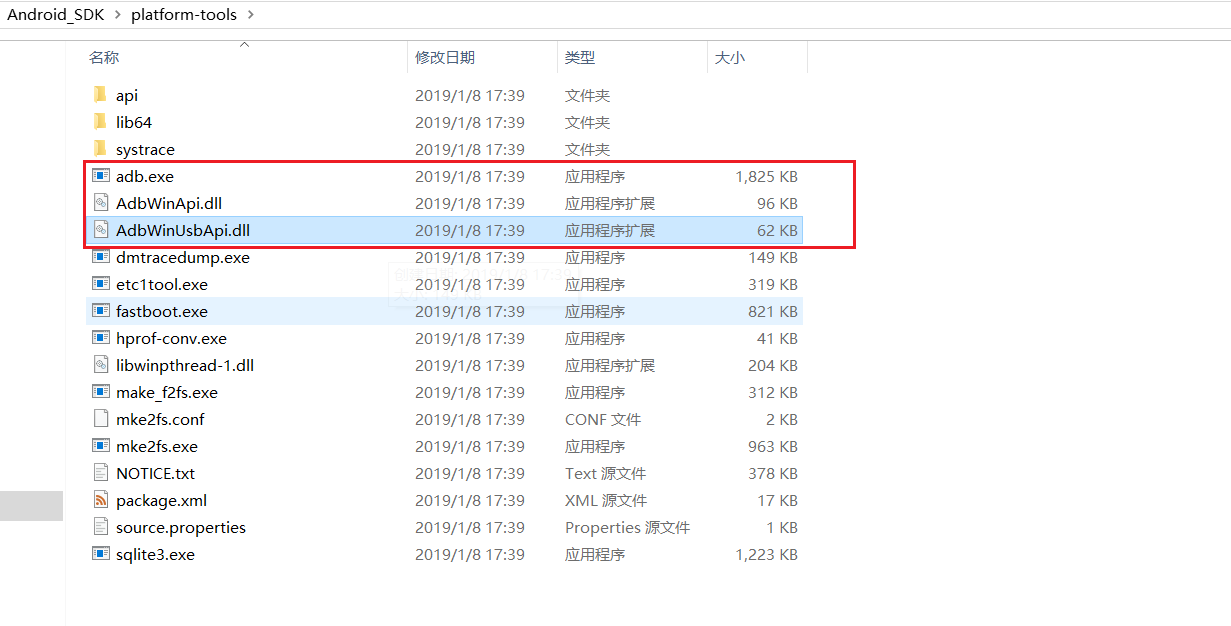 Android_SDK > platform-tools >
名称 修改日期 类型 大小
api 2019/1/8 17:39 文件夹
lib64 2019/1/8 17:39 文件夹
systrace 2019/1/8 17:39 文件夹
adb.exe 2019/1/8 17:39 应用程序 1,825 KB
AdbWinApi.dll 2019/1/8 17:39 应用程序扩展 96 KB
AdbWinUsbApi.dll 2019/1/8 17:39 应用程序扩展 62 KB
dmtracedump.exe 2019/1/8 17:39 应用程序 149 KB
etc1tool.exe 2019/1/8 17:39 应用程序 319 KB
fastboot.exe 2019/1/8 17:39 应用程序 821 KB
hprof-conv.exe 2019/1/8 17:39 应用程序 41 KB
libwinpthread-1.dll 2019/1/8 17:39 应用程序扩展 204 KB
make_f2fs.exe 2019/1/8 17:39 应用程序 312 KB
mke2fs.conf 2019/1/8 17:39 CONF 文件 2 KB
mke2fs.exe 2019/1/8 17:39 应用程序 963 KB
NOTICE.txt 2019/1/8 17:39 Text 源文件 378 KB
package.xml 2019/1/8 17:39 XML 源文件 17 KB
source.properties 2019/1/8 17:39 Properties 源文件 1 KB
sqlite3.exe 2019/1/8 17:39 应用程序 1,223 KB